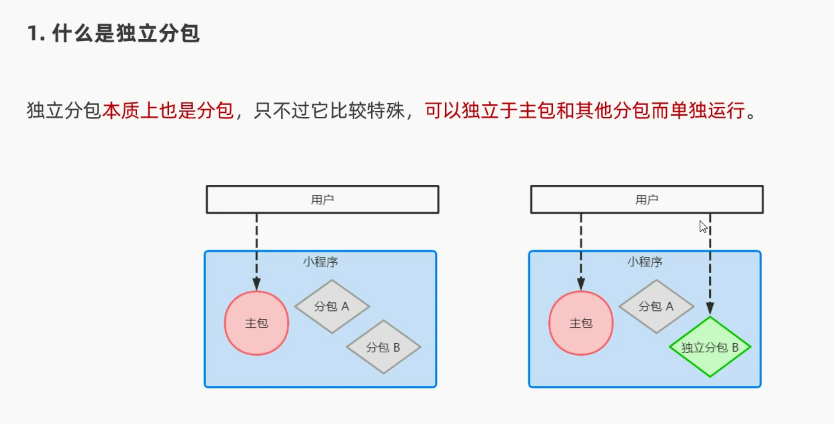 1. 什么是独立分包
独立分包本质上也是分包，只不过它比较特殊，可以独立于主包和其他分包而单独运行。
用户
小程序
主包
分包 A
分包 B
用户
小程序
主包
分包 A
独立分包 B